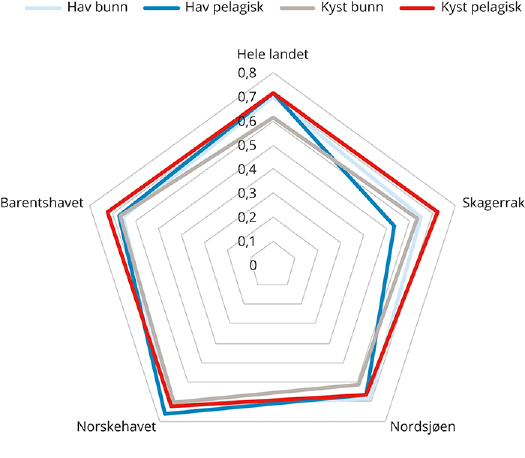 Hav bunn Hav pelagisk Kyst bunn Kyst pelagisk
Hele landet
0,8
0,7
0,6
0,5
0,4
0,3
0,2
0,1
0
Barentshavet
Skagerrak
Norskehavet
Nordsjøen